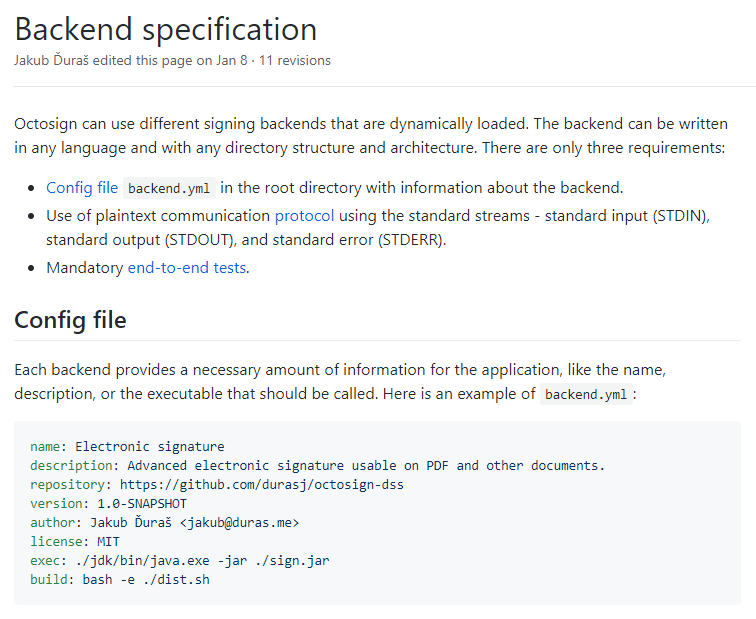 Backend specification
Jakub Ďuraš edited this page on Jan 8 · 11 revisions
Octosign can use different signing backends that are dynamically loaded. The backend can be written
in any language and with any directory structure and architecture. There are only three requirements:
• Config file backend.yml in the root directory with information about the backend.
• Use of plaintext communication protocol using the standard streams - standard input (STDIN),
standard output (STDOUT), and standard error (STDERR).
• Mandatory end-to-end tests.
Config file
Each backend provides a necessary amount of information for the application, like the name,
description, or the executable that should be called. Here is an example of backend.yml:
name: Electronic signature
description: Advanced electronic signature usable on PDF and other documents.
repository: https://github.com/durasj/octosign-dss
version: 1.0-SNAPSHOT
author: Jakub Ďuraš <jakub@duras.me>
license: MIT
exec: ./jdk/bin/java.exe -jar ./sign.jar
build: bash -e ./dist.sh